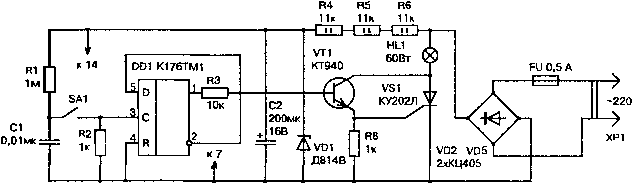 R4 R5 R6
11к 11к 11к
к 14
DD1 К176ТМ1
VT1
КТ940
HL1
60Вт
FU 0,5 А
R1
1м
SA1
5 D 1
3 C
4 R 2
R3
10к
C2
200мк
16В
VS1
КУ202Л
~220
ХР1
C1
0,01мк
R2
1к
к 7
VD1
Д814В
R8
1к
VD2 VD5
2хКЦ405